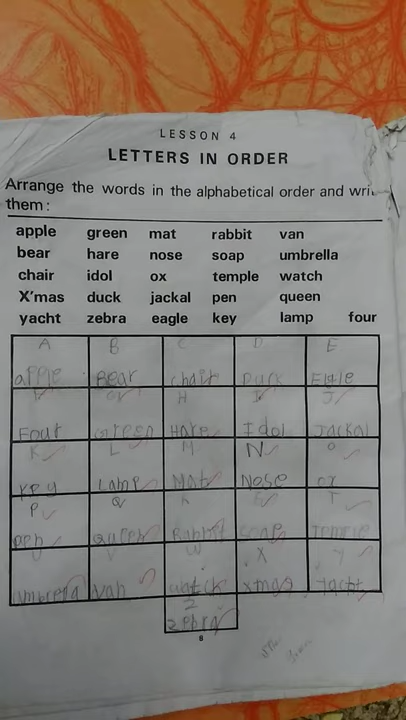 LESSON 4
LETTERS IN ORDER
Arrange the words in the alphabetical order and
them :
apple green mat rabbit van
bear hare nose soap umbrella
chair idol ox temple watch
X'mas duck jackal pen queen
yacht zebra eagle key lamp four
A B C D E
apple Bear chair Duck
H I J
Four Green Hare Idol Jackal
K L M N O
key Lamp Mat Nose ox
P Q R S T
pen Queen Rabbit soap Temple
W X Y
umbrella van watch xmas yacht
Z
zebra
6